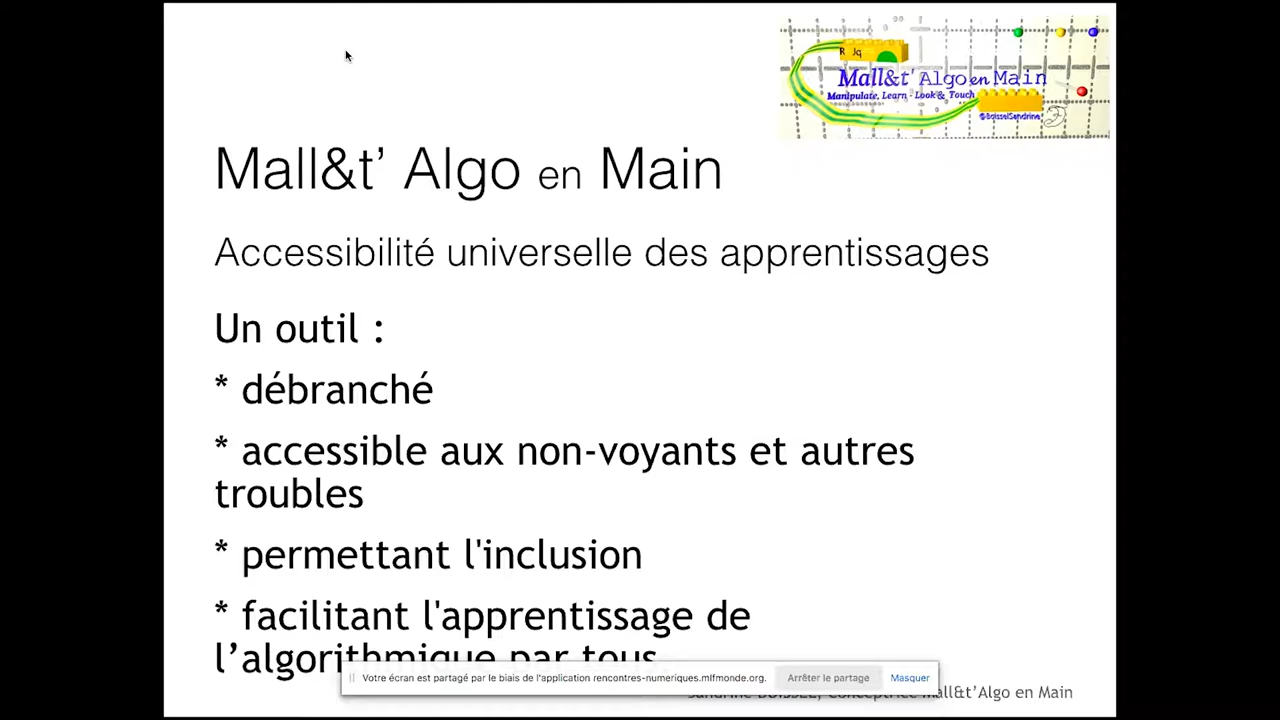 R Jq
Mall&t' Algo en Main
Manipulate, Learn - Look & Touch
@BoisselSandrine
Mall&t’ Algo en Main
Accessibilité universelle des apprentissages
Un outil :
* débranché
* accessible aux non-voyants et autres
troubles
* permettant l'inclusion
* facilitant l'apprentissage de
l’algorithmique par tous.
Votre écran est partagé par le biais de l'application rencontres-numeriques.mlfmonde.org.
Arrêter le partage
Masquer
Sandrine BOISSEL, Conceptrice Mall&t’Algo en Main